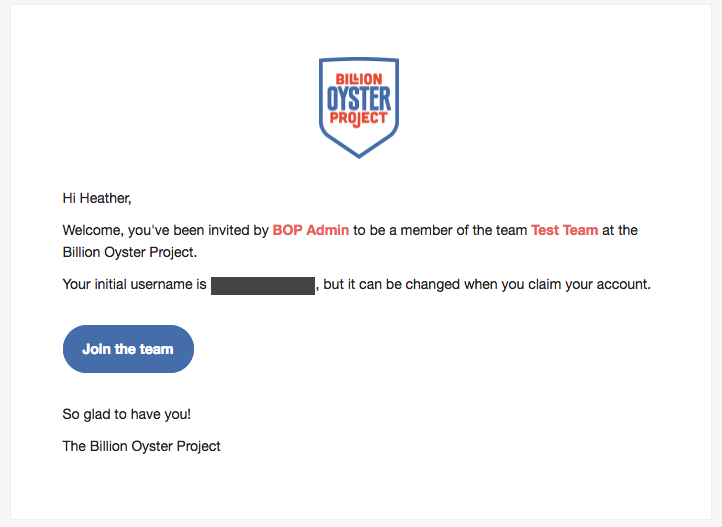 BILLION
OYSTER
PROJECT
Hi Heather,
Welcome, you've been invited by BOP Admin to be a member of the team Test Team at the
Billion Oyster Project.
Your initial username is , but it can be changed when you claim your account.
Join the team
So glad to have you!
The Billion Oyster Project